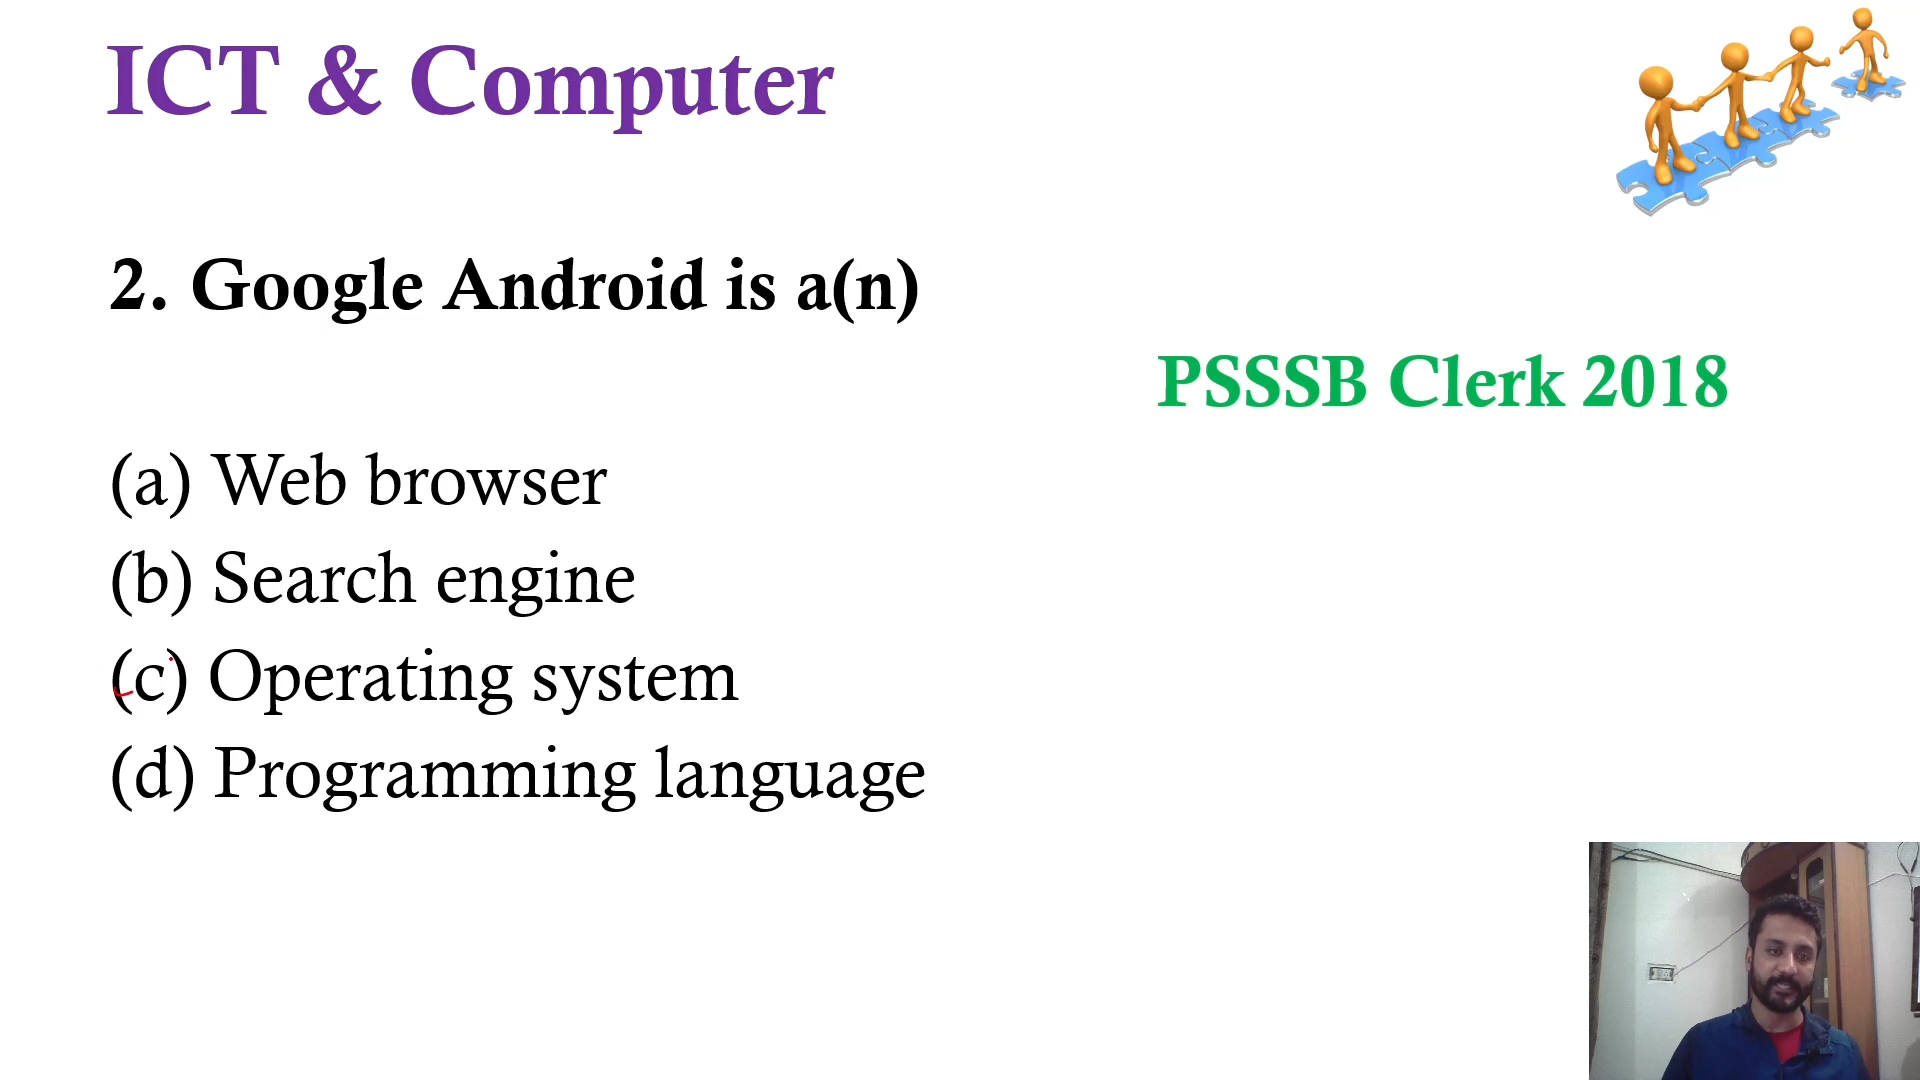 ICT & Computer
2. Google Android is a(n)
PSSSB Clerk 2018
(a) Web browser
(b) Search engine
(c) Operating system
(d) Programming language